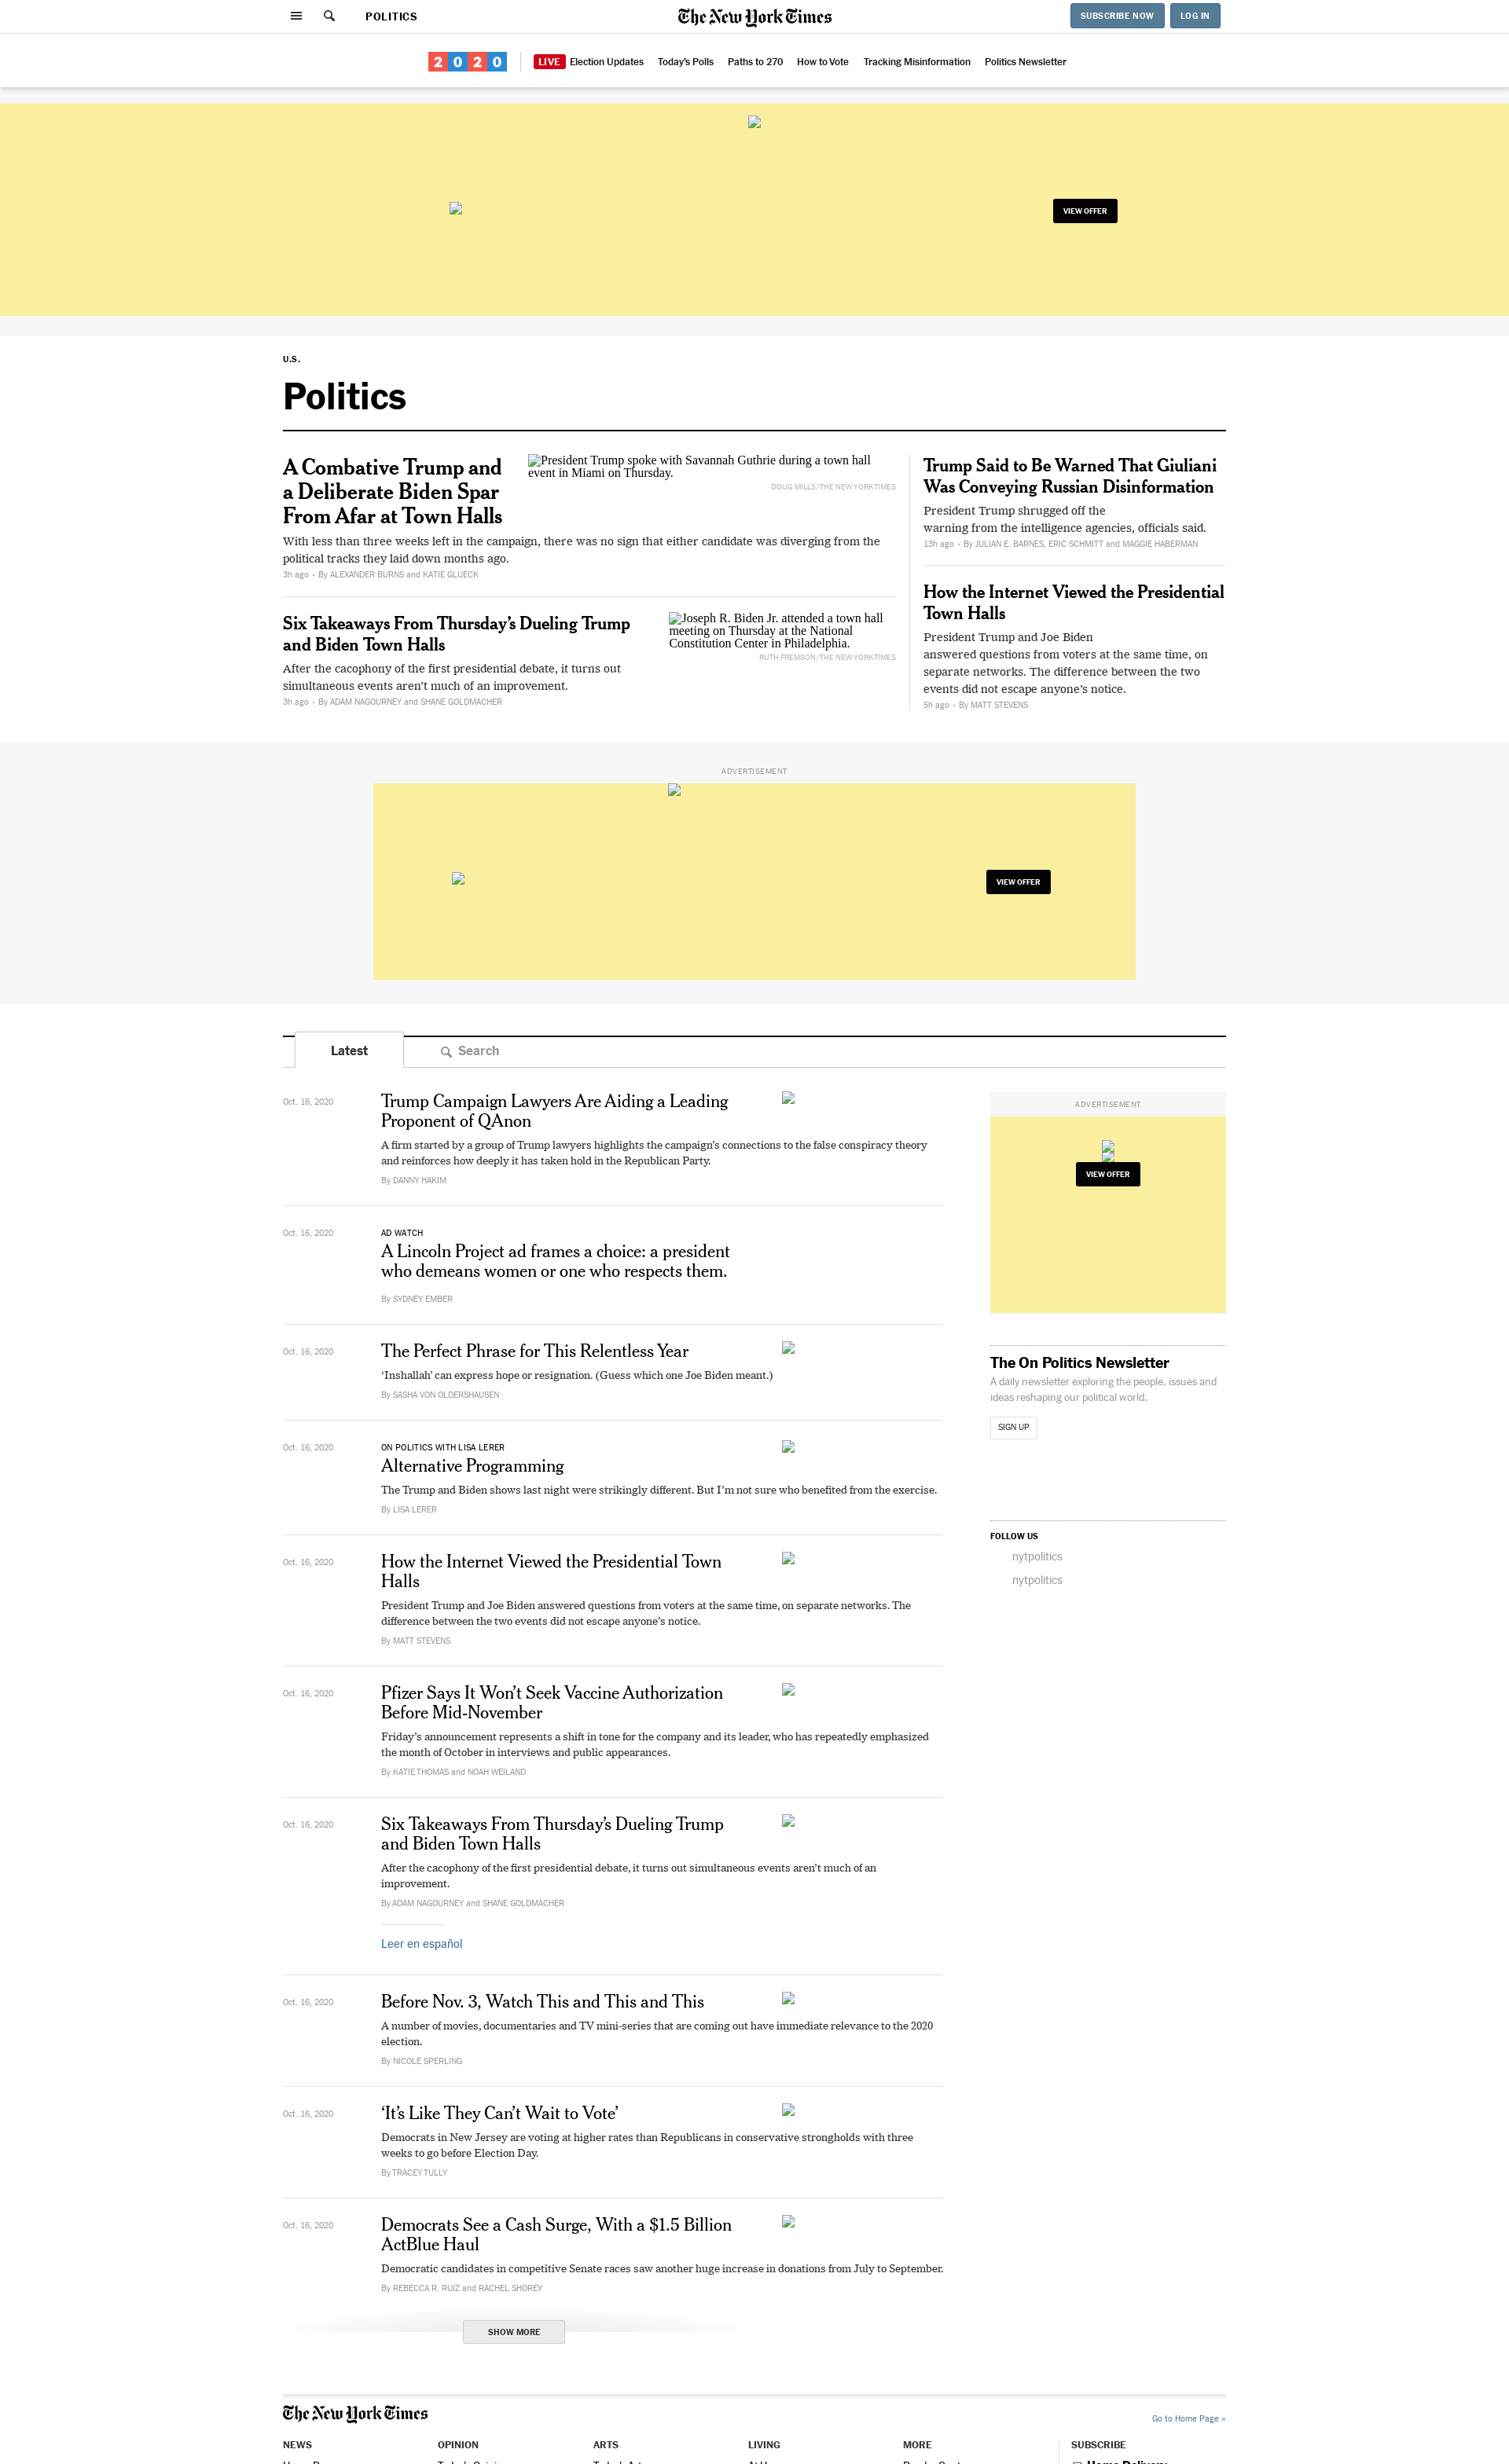 POLITICS
The New York Times
SUBSCRIBE NOW
LOG IN
2020
LIVE Election Updates Today's Polls Paths to 270 How to Vote Tracking Misinformation Politics Newsletter
VIEW OFFER
U.S.
Politics
A Combative Trump and
a Deliberate Biden Spar
From Afar at Town Halls
President Trump spoke with Savannah Guthrie during a town hall
event in Miami on Thursday.
DOUG MILLS/THE NEW YORK TIMES
With less than three weeks left in the campaign, there was no sign that either candidate was diverging from the
political tracks they laid down months ago.
3h ago • By ALEXANDER BURNS and KATIE GLUECK
Six Takeaways From Thursday’s Dueling Trump
and Biden Town Halls
After the cacophony of the first presidential debate, it turns out
simultaneous events aren’t much of an improvement.
3h ago • By ADAM NAGOURNEY and SHANE GOLDMACHER
Joseph R. Biden Jr. attended a town hall
meeting on Thursday at the National
Constitution Center in Philadelphia.
RUTH FREMSON/THE NEW YORK TIMES
Trump Said to Be Warned That Giuliani
Was Conveying Russian Disinformation
President Trump shrugged off the
warning from the intelligence agencies, officials said.
13h ago • By JULIAN E. BARNES, ERIC SCHMITT and MAGGIE HABERMAN
How the Internet Viewed the Presidential
Town Halls
President Trump and Joe Biden
answered questions from voters at the same time, on
separate networks. The difference between the two
events did not escape anyone’s notice.
5h ago • By MATT STEVENS
ADVERTISEMENT
VIEW OFFER
Latest
Search
Oct. 16, 2020
Trump Campaign Lawyers Are Aiding a Leading
Proponent of QAnon
A firm started by a group of Trump lawyers highlights the campaign’s connections to the false conspiracy theory
and reinforces how deeply it has taken hold in the Republican Party.
By DANNY HAKIM
Oct. 16, 2020
AD WATCH
A Lincoln Project ad frames a choice: a president
who demeans women or one who respects them.
By SYDNEY EMBER
Oct. 16, 2020
The Perfect Phrase for This Relentless Year
‘Inshallah’ can express hope or resignation. (Guess which one Joe Biden meant.)
By SASHA VON OLDERSHAUSEN
Oct. 16, 2020
ON POLITICS WITH LISA LERER
Alternative Programming
The Trump and Biden shows last night were strikingly different. But I’m not sure who benefited from the exercise.
By LISA LERER
Oct. 16, 2020
How the Internet Viewed the Presidential Town
Halls
President Trump and Joe Biden answered questions from voters at the same time, on separate networks. The
difference between the two events did not escape anyone’s notice.
By MATT STEVENS
Oct. 16, 2020
Pfizer Says It Won’t Seek Vaccine Authorization
Before Mid-November
Friday’s announcement represents a shift in tone for the company and its leader, who has repeatedly emphasized
the month of October in interviews and public appearances.
By KATIE THOMAS and NOAH WEILAND
Oct. 16, 2020
Six Takeaways From Thursday’s Dueling Trump
and Biden Town Halls
After the cacophony of the first presidential debate, it turns out simultaneous events aren’t much of an
improvement.
By ADAM NAGOURNEY and SHANE GOLDMACHER
Leer en español
Oct. 16, 2020
Before Nov. 3, Watch This and This and This
A number of movies, documentaries and TV mini-series that are coming out have immediate relevance to the 2020
election.
By NICOLE SPERLING
Oct. 16, 2020
‘It’s Like They Can’t Wait to Vote’
Democrats in New Jersey are voting at higher rates than Republicans in conservative strongholds with three
weeks to go before Election Day.
By TRACEY TULLY
Oct. 16, 2020
Democrats See a Cash Surge, With a $1.5 Billion
ActBlue Haul
Democratic candidates in competitive Senate races saw another huge increase in donations from July to September.
By REBECCA R. RUIZ and RACHEL SHOREY
SHOW MORE
ADVERTISEMENT
VIEW OFFER
The On Politics Newsletter
A daily newsletter exploring the people, issues and
ideas reshaping our political world.
SIGN UP
FOLLOW US
nytpolitics
nytpolitics
The New York Times
Go to Home Page »
NEWS OPINION ARTS LIVING MORE SUBSCRIBE